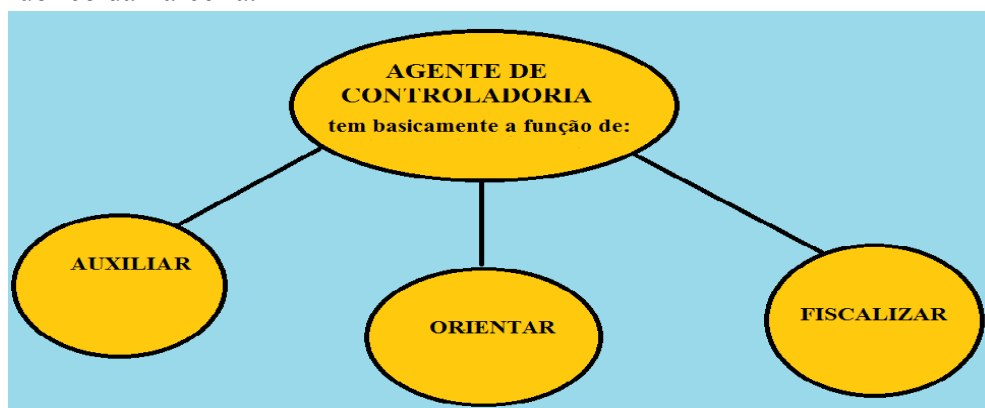 AGENTE DE
CONTROLADORIA
tem basicamente a função de:
AUXILIAR
ORIENTAR
FISCALIZAR